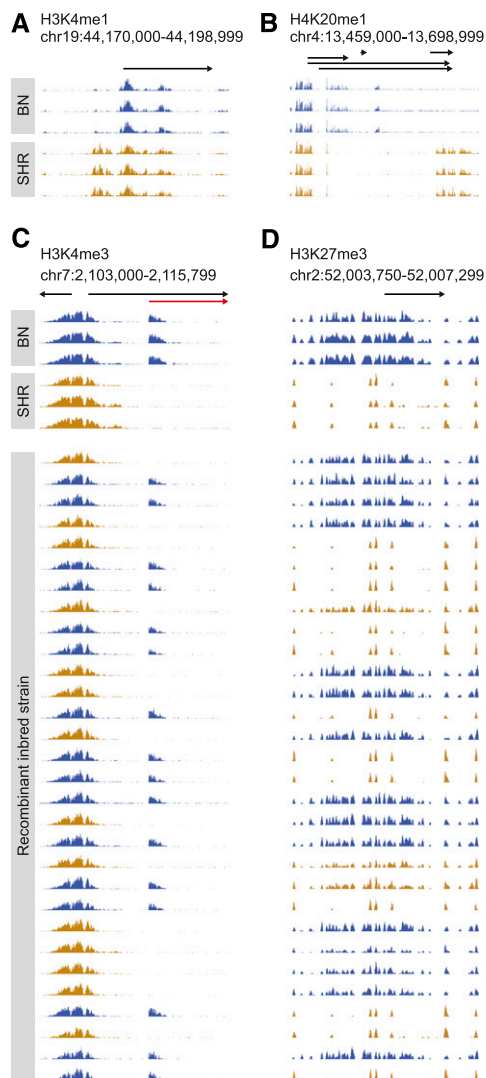 A
H3K4me1
chr19:44,170,000-44,198,999
BN
SHR
B
H4K20me1
chr4:13,459,000-13,698,999
C
H3K4me3
chr7:2,103,000-2,115,799
BN
SHR
Recombinant inbred strain
D
H3K27me3
chr2:52,003,750-52,007,299